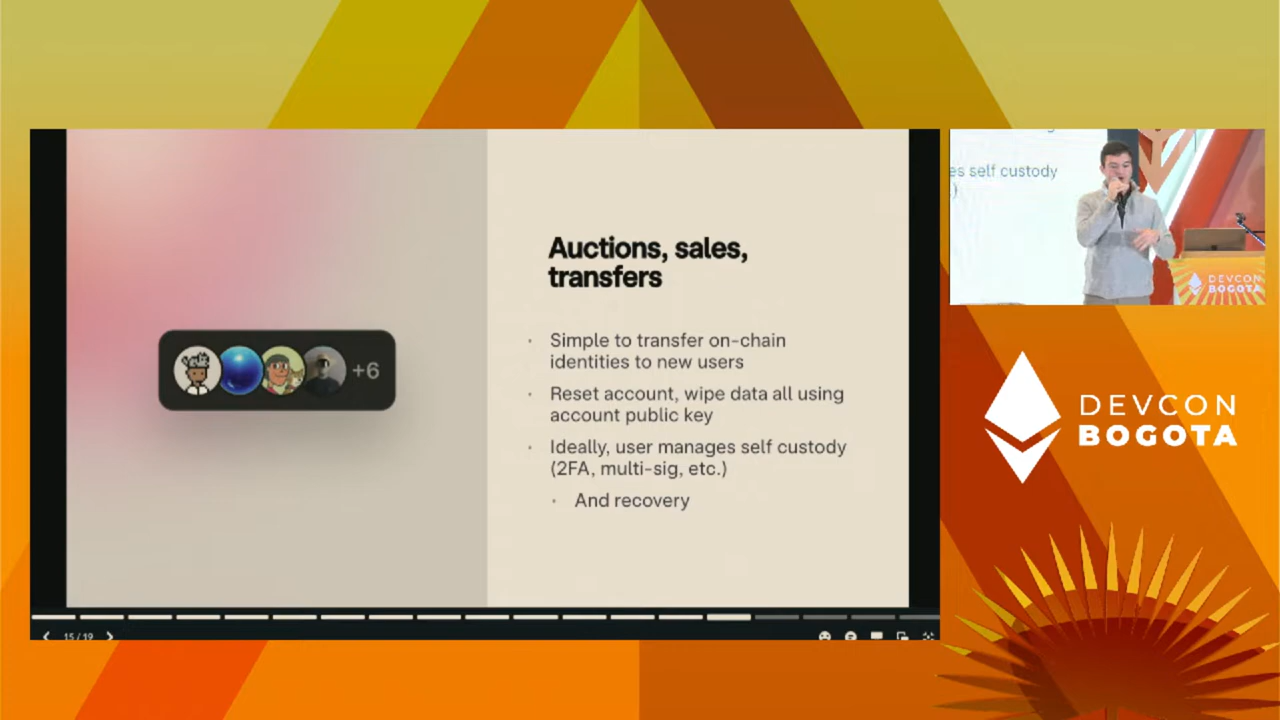 Auctions, sales,
transfers
Simple to transfer on-chain
identities to new users
Reset account, wipe data all using
account public key
Ideally, user manages self custody
(2FA, multi-sig, etc.)
And recovery
+6
15 / 19
es self custody
)
DEVCON
BOGOTA
DEVCON
BOGOTA